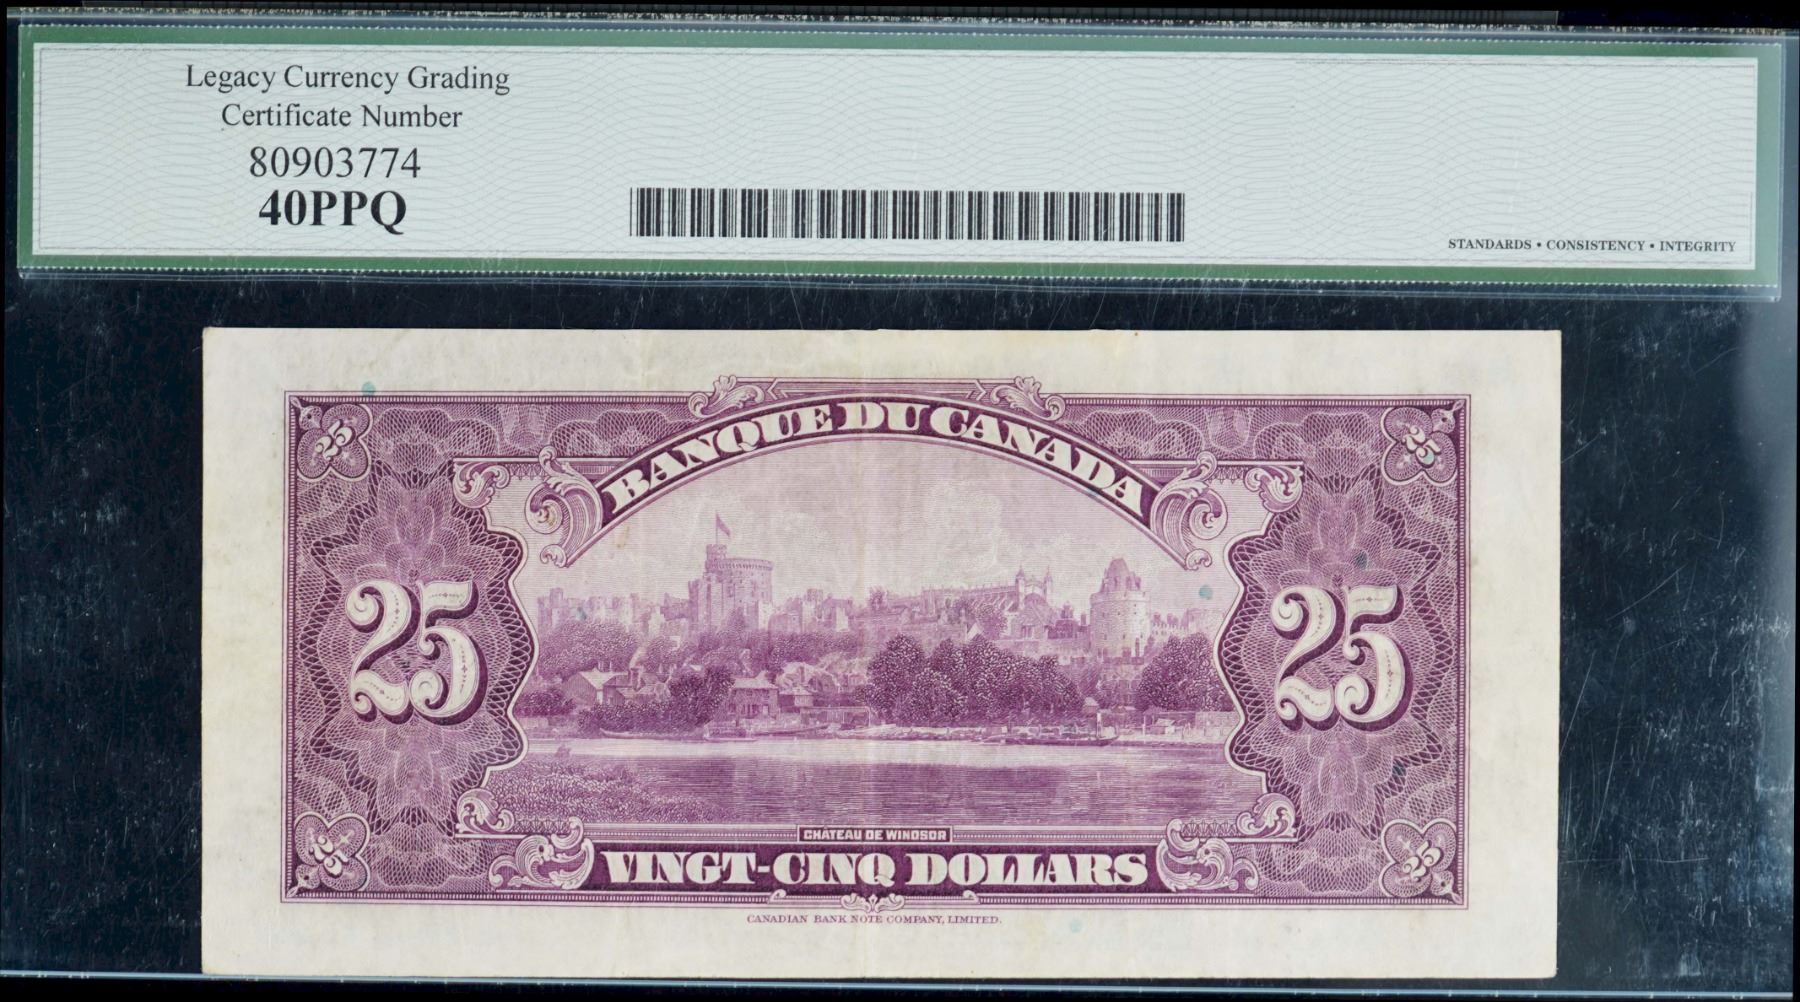 Legacy Currency Grading
Certificate Number
80903774
40PPQ
STANDARDS • CONSISTENCY • INTEGRITY
25 25
BANQUE DU CANADA
25 25
CHÂTEAU DE WINDSOR
VINGT-CINQ DOLLARS
25 25
CANADIAN BANK NOTE COMPANY, LIMITED.